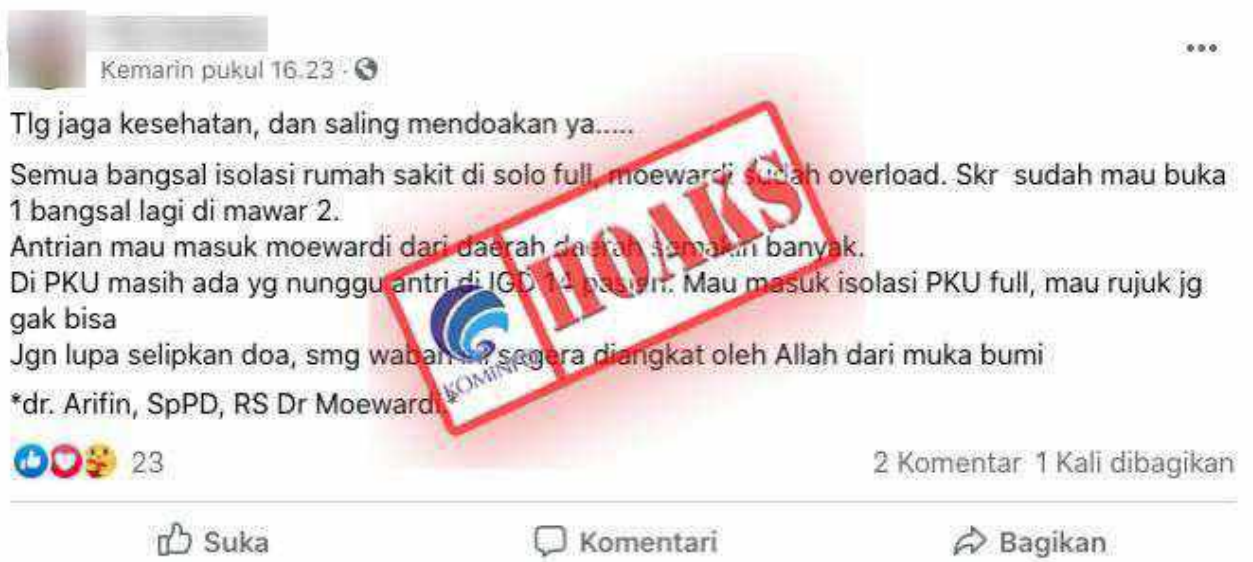 Kemarin pukul 16.23 ·
Tlg jaga kesehatan, dan saling mendoakan ya.....
Semua bangsal isolasi rumah sakit di solo full, moewardi sudah overload. Skr sudah mau buka
1 bangsal lagi di mawar 2.
Antrian mau masuk moewardi dari daerah daerah semakin banyak.
Di PKU masih ada yg nunggu antri di IGD 14 pasien. Mau masuk isolasi PKU full, mau rujuk jg
gak bisa
Jgn lupa selipkan doa, smg wabah ini segera diangkat oleh Allah dari muka bumi
*dr. Arifin, SpPD, RS Dr Moewardi.*
HOAKS
KOMINFO
23
2 Komentar 1 Kali dibagikan
Suka
Komentari
Bagikan